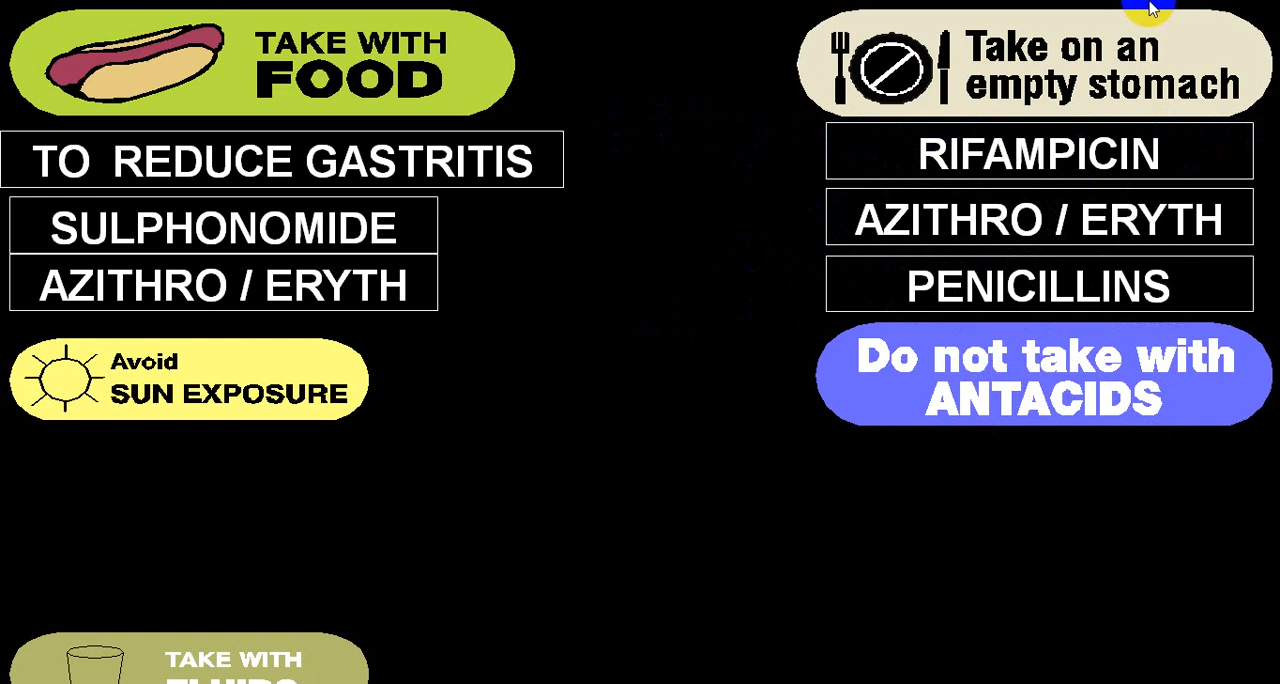 TAKE WITH
FOOD
TO REDUCE GASTRITIS
SULPHONOMIDE
AZITHRO / ERYTH
Avoid
SUN EXPOSURE
TAKE WITH
FLUIDS
Take on an
empty stomach
RIFAMPICIN
AZITHRO / ERYTH
PENICILLINS
Do not take with
ANTACIDS